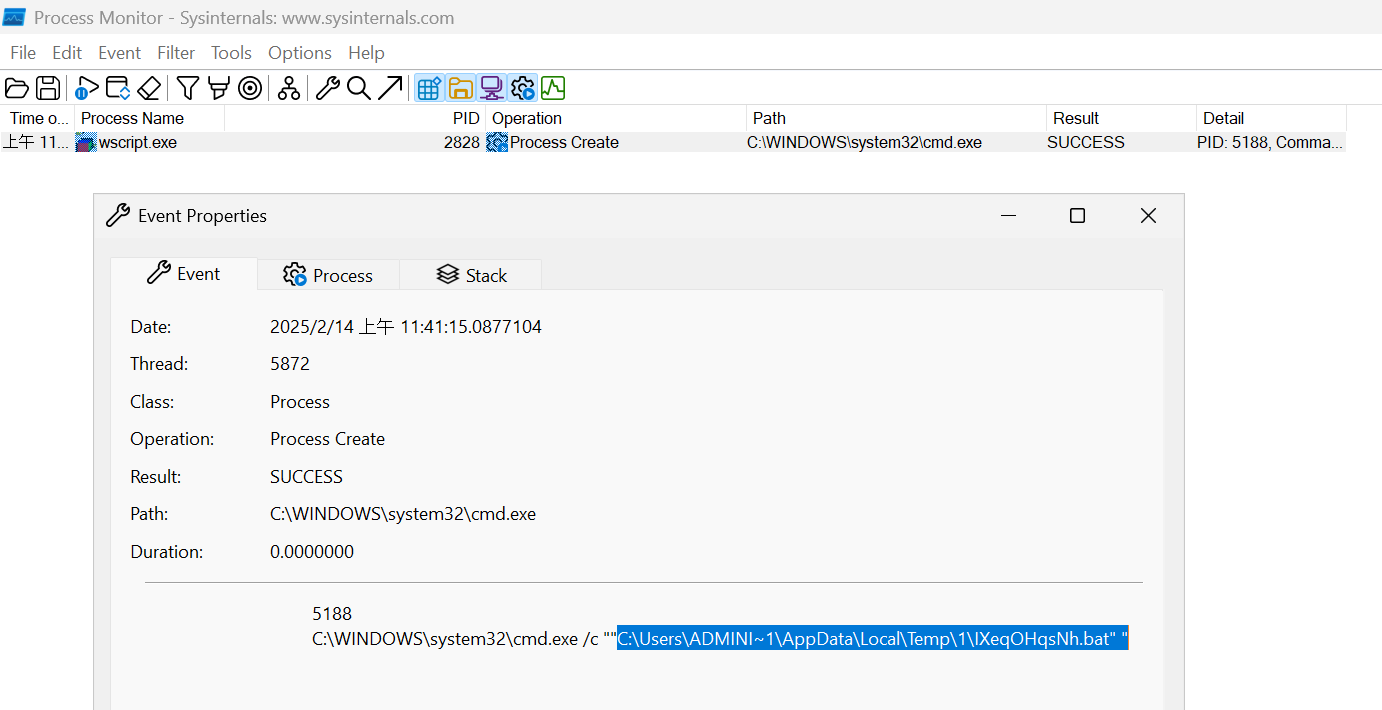 Process Monitor - Sysinternals: www.sysinternals.com
File Edit Event Filter Tools Options Help
Time o... Process Name PID Operation Path Result Detail
上午 11... wscript.exe 2828 Process Create C:\WINDOWS\system32\cmd.exe SUCCESS PID: 5188, Comma...
Event Properties
Event Process Stack
Date: 2025/2/14 上午 11:41:15.0877104
Thread: 5872
Class: Process
Operation: Process Create
Result: SUCCESS
Path: C:\WINDOWS\system32\cmd.exe
Duration: 0.0000000
5188
C:\WINDOWS\system32\cmd.exe /c ""C:\Users\ADMINI~1\AppData\Local\Temp\1\IXeqOHqsNh.bat" "